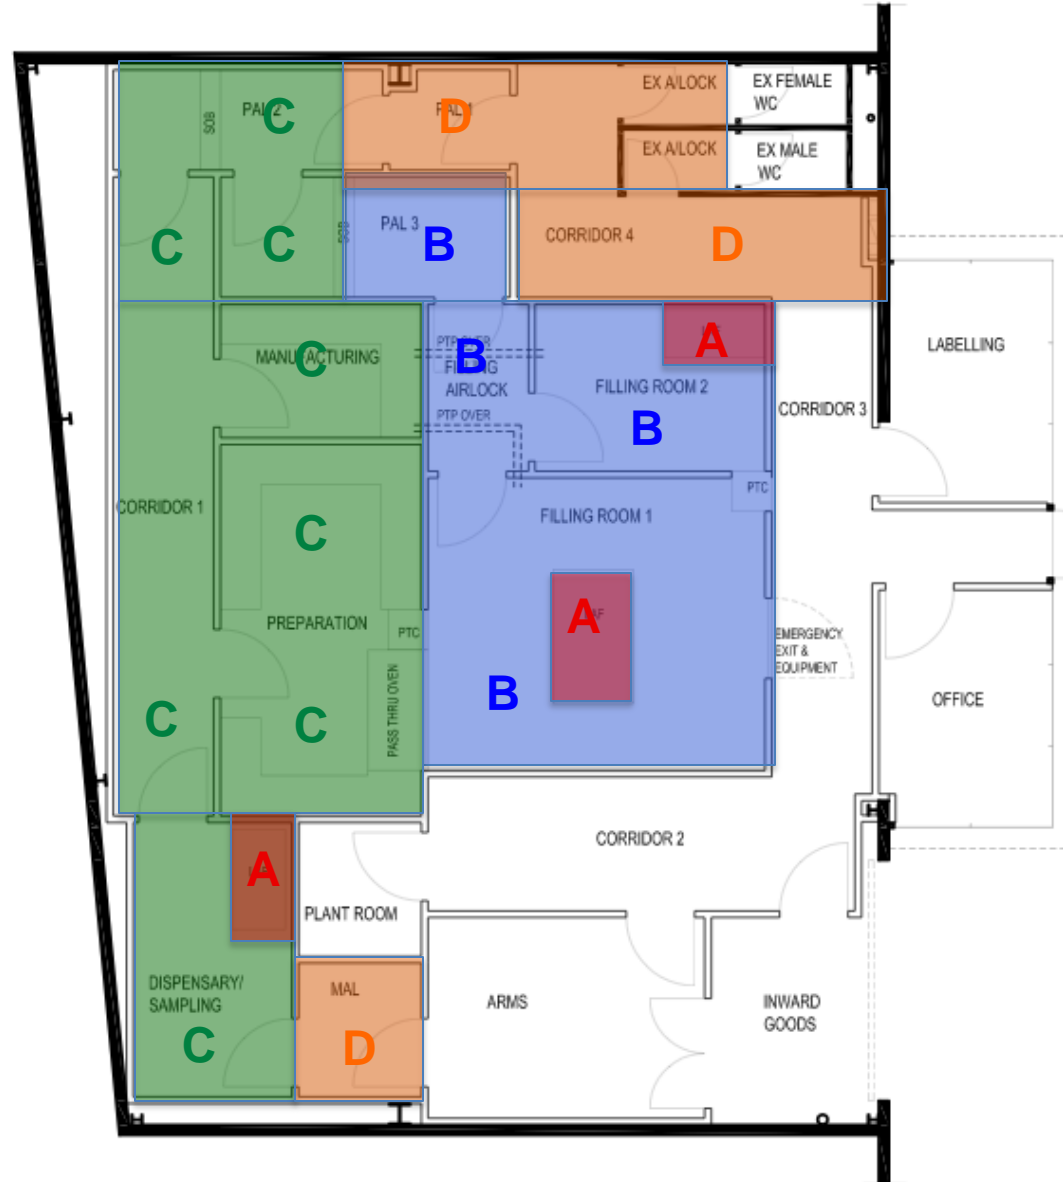 EX A/LOCK
EX FEMALE
WC
PAL 2
C
SOB
PAL 1
D
EX A/LOCK
EX MALE
WC
PAL 3
B
SOB
C
C
CORRIDOR 4
D
PTP OVER
B
FILLING
AIRLOCK
PTP OVER
MANUFACTURING
C
A
FILLING ROOM 2
B
LABELLING
CORRIDOR 3
CORRIDOR 1
C
FILLING ROOM 1
PTC
PREPARATION
PTC
A
EMERGENCY
EXIT &
EQUIPMENT
PASS THRU OVEN
B
C
C
OFFICE
CORRIDOR 2
A
PLANT ROOM
DISPENSARY/
SAMPLING
C
MAL
D
ARMS
INWARD
GOODS